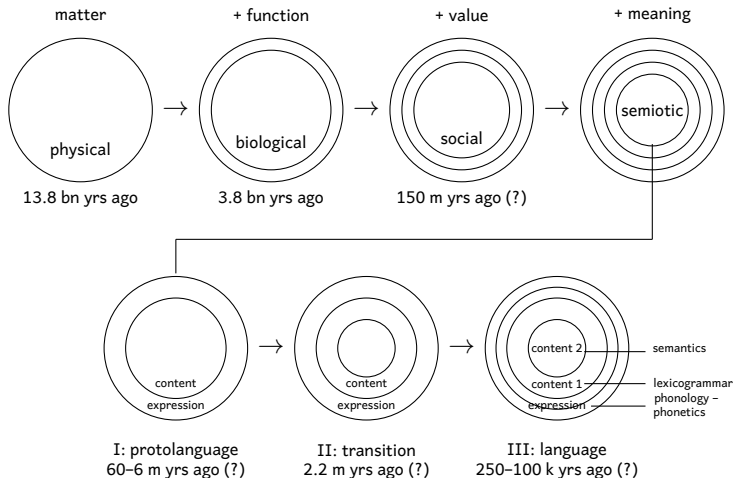 matter
+ function
+ value
+ meaning
physical
biological
social
semiotic
13.8 bn yrs ago
3.8 bn yrs ago
150 m yrs ago (?)
content
expression
content
expression
content 2
content 1
expression
semantics
lexicogrammar
phonology –
phonetics
I: protolanguage
60–6 m yrs ago (?)
II: transition
2.2 m yrs ago (?)
III: language
250–100 k yrs ago (?)